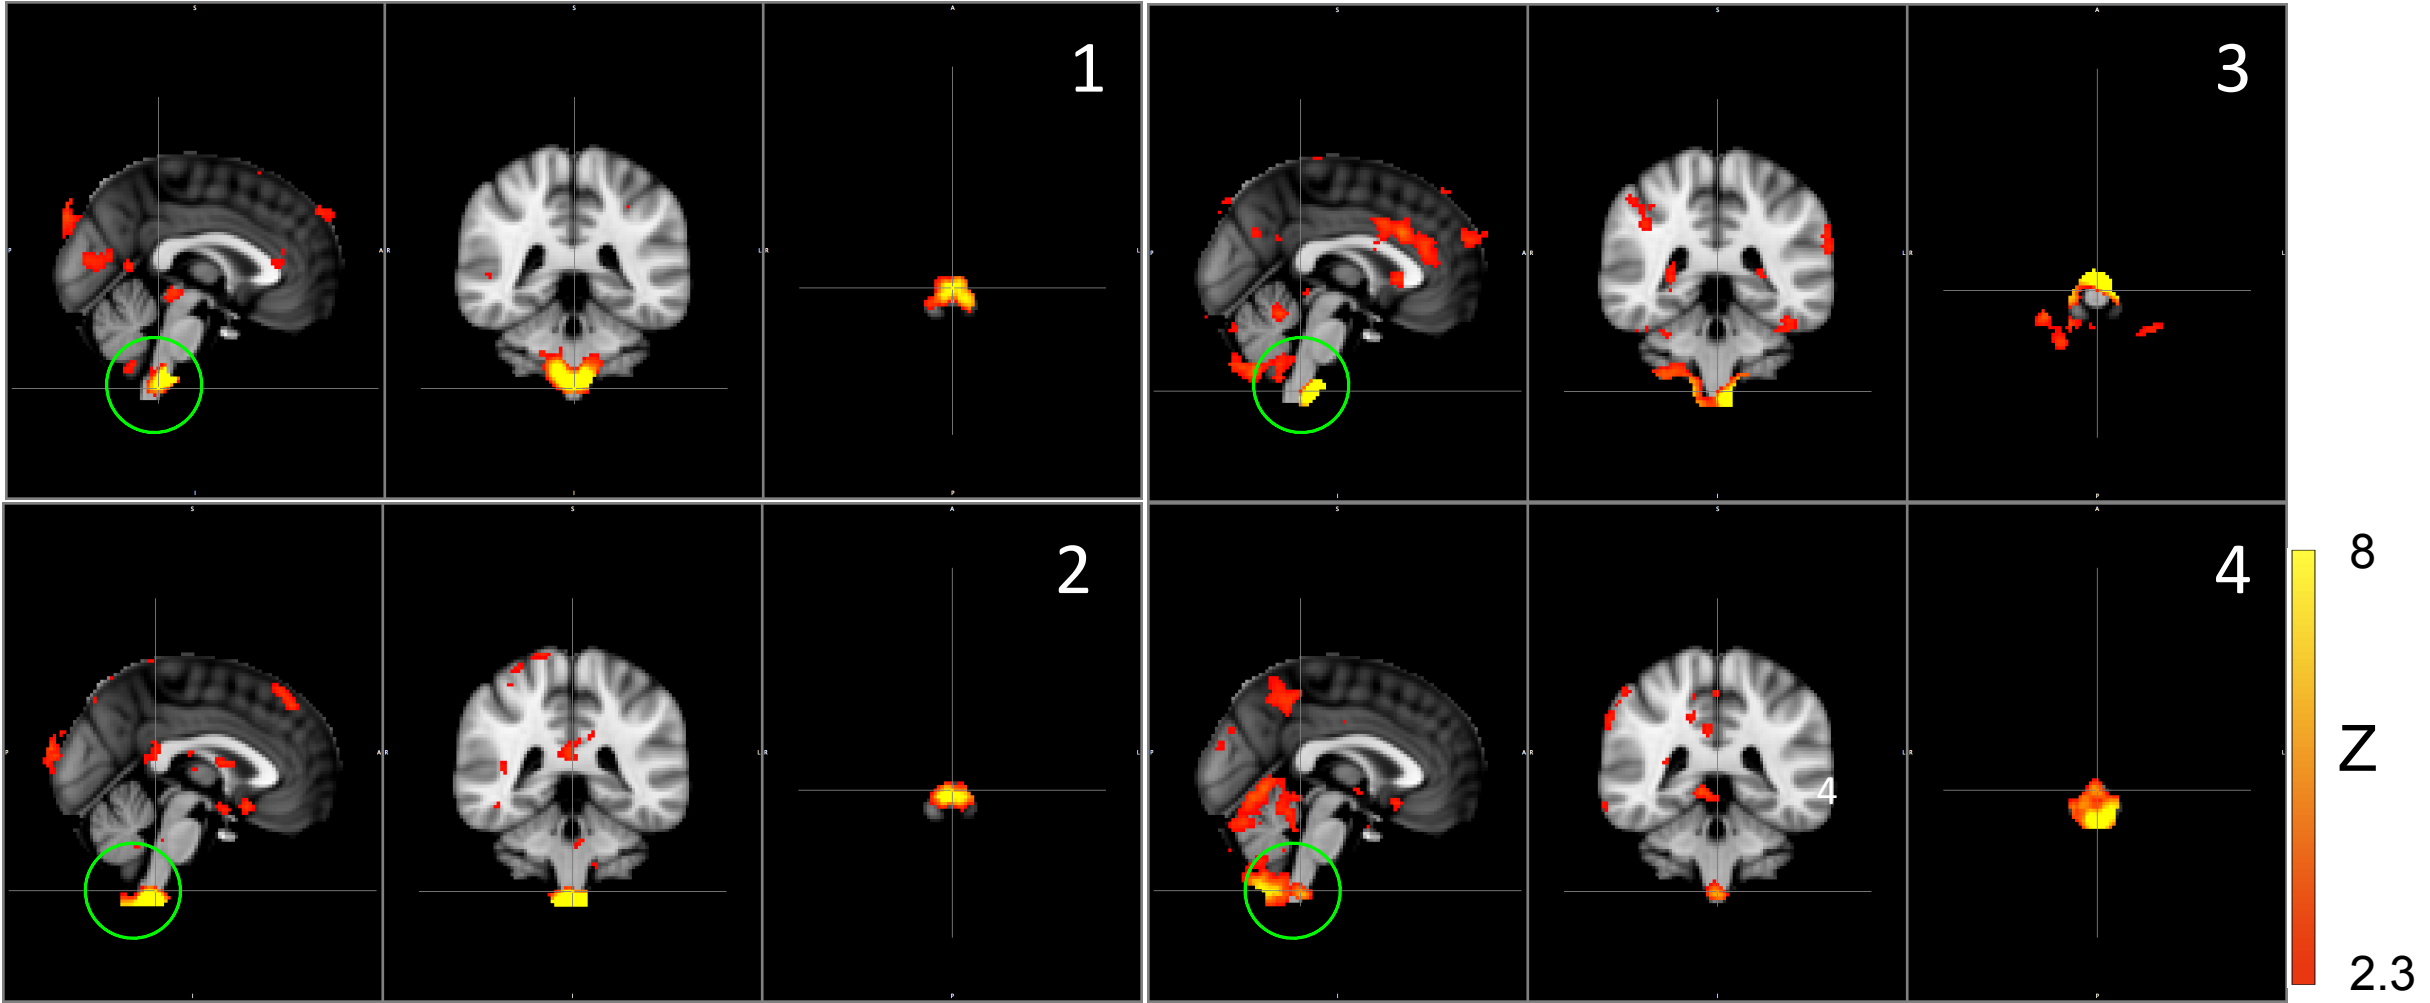 S S A S S A
1 3
P A R L R L P A R L R L
I I P I I P
S S A S S A
2 4
8
P A R L R L P A R L R L
Z
4
2.3
I I P I I P